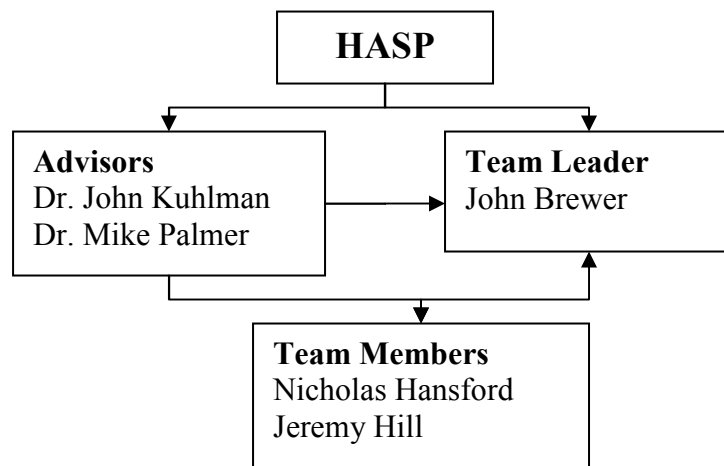 HASP
Advisors
Dr. John Kuhlman
Dr. Mike Palmer
Team Leader
John Brewer
Team Members
Nicholas Hansford
Jeremy Hill